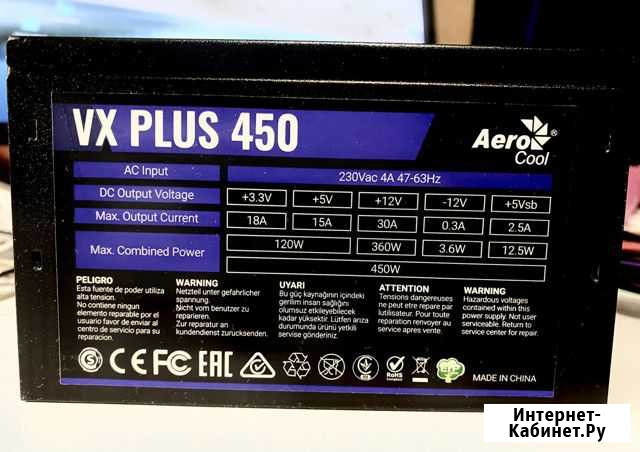 VX PLUS 450
Aero
Cool
®
AC Input 230Vac 4A 47-63Hz
DC Output Voltage +3.3V +5V +12V -12V +5Vsb
Max. Output Current 18A 15A 30A 0.3A 2.5A
Max. Combined Power 120W 360W 3.6W 12.5W
450W
PELIGRO
Esta fuente de poder utiliza
alta tension.
No contiene ningun
elemento reparable por el
usuario favor de enviar al
centro de servicio para su
reparacion.
WARNING
Netzteil unter gefahrlicher
spannung.
Nicht vom benutzer zu
reparieren.
Zur reparatur an
kundendienst zurucksenden.
UYARI
Bu güç kaynağının içindeki
gerilim insan sağlığını
olumsuz etkileyebilecek
kadar yüksektir. Lütfen arıza
durumunda ürünü yetkili
servise gönderiniz.
ATTENTION
Tensions dangereuses
ne peut etre repare par
lutilisateur. Pour toute
reparation renvoyer au
service apres vente.
WARNING
Hazardous voltages
contained within this
power supply. Not user
serviceable. Return to
service center for repair.
S CE FC EAC RoHS
Compliant
MADE IN CHINA
Интернет-
Кабинет.Ру